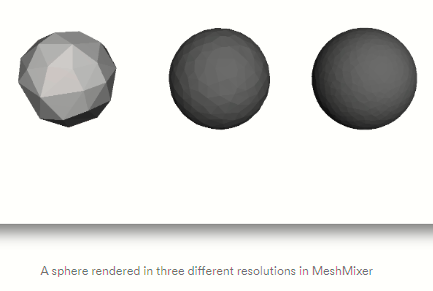 A sphere rendered in three different resolutions in MeshMixer